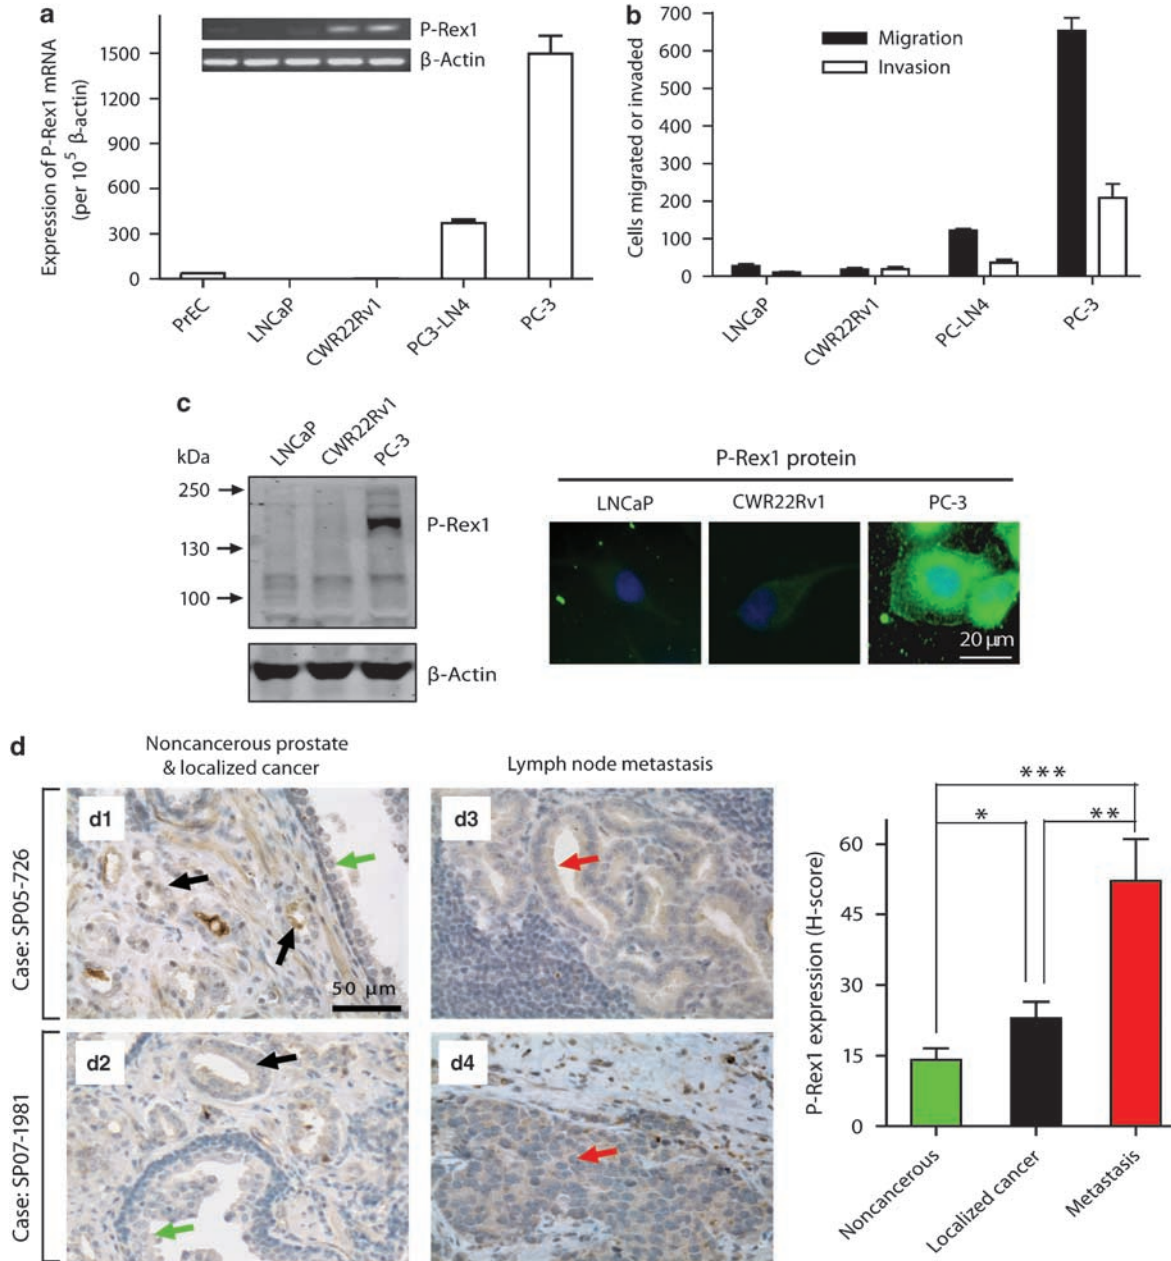 a
P-Rex1
β-Actin
Expression of P-Rex1 mRNA
(per 10⁵ β-actin)
1500
1200
900
600
300
0
PrEC
LNCaP
CWR22Rv1
PC3-LN4
PC-3
b
Migration
Invasion
Cells migrated or invaded
700
600
500
400
300
200
100
0
LNCaP
CWR22Rv1
PC-LN4
PC-3
c
kDa
LNCaP
CWR22Rv1
PC-3
250
130
100
P-Rex1
β-Actin
P-Rex1 protein
LNCaP
CWR22Rv1
PC-3
20 µm
d
Noncancerous prostate
& localized cancer
Lymph node metastasis
Case: SP05-726
d1
50 µm
d3
Case: SP07-1981
d2
d4
P-Rex1 expression (H-score)
***
*
**
60
45
30
15
0
Noncancerous
Localized cancer
Metastasis